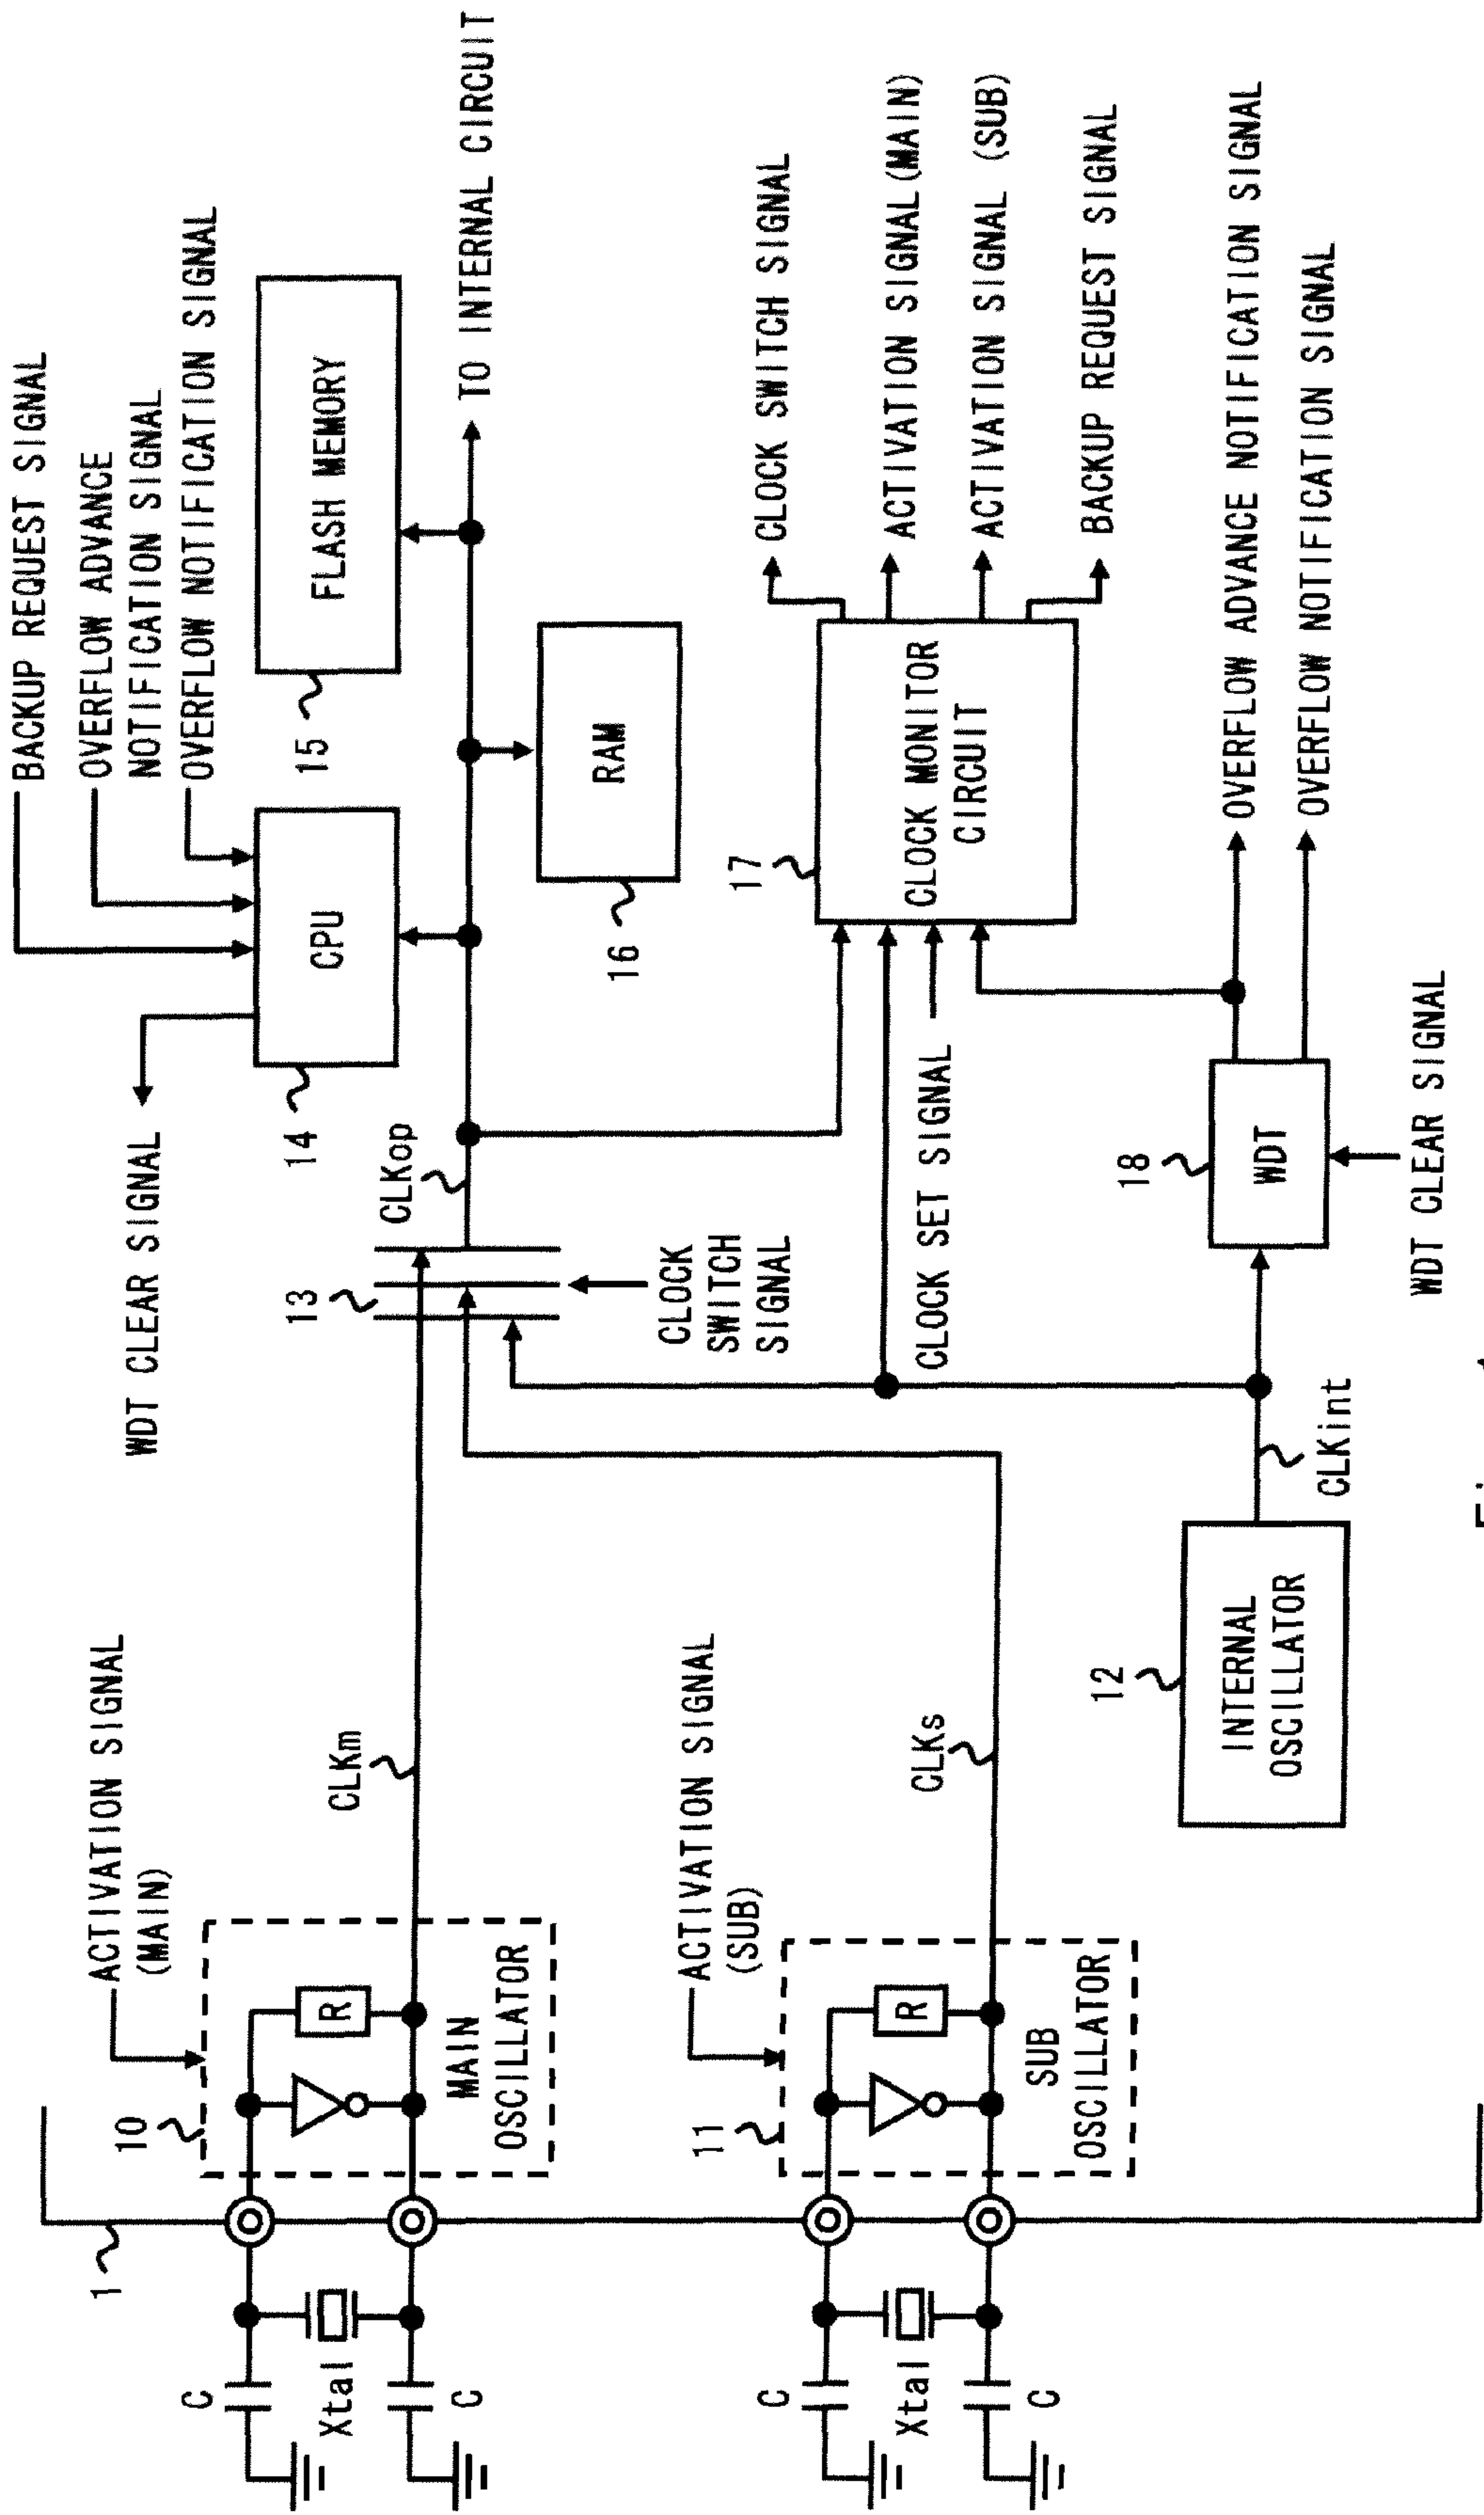 BACKUP REQUEST SIGNAL
OVERFLOW ADVANCE
NOTIFICATION SIGNAL
OVERFLOW NOTIFICATION SIGNAL
WDT CLEAR SIGNAL
14
CPU
15
FLASH MEMORY
TO INTERNAL CIRCUIT
16
RAM
ACTIVATION SIGNAL
(MAIN)
1
10
R
MAIN
OSCILLATOR
C
Xtal
C
CLKm
13
CLKop
CLOCK
SWITCH
SIGNAL
ACTIVATION SIGNAL
(SUB)
11
R
SUB
OSCILLATOR
C
Xtal
C
CLKs
CLOCK SET SIGNAL
17
CLOCK MONITOR
CIRCUIT
CLOCK SWITCH SIGNAL
ACTIVATION SIGNAL(MAIN)
ACTIVATION SIGNAL (SUB)
BACKUP REQUEST SIGNAL
12
INTERNAL
OSCILLATOR
CLKint
18
WDT
WDT CLEAR SIGNAL
OVERFLOW ADVANCE NOTIFICATION SIGNAL
OVERFLOW NOTIFICATION SIGNAL